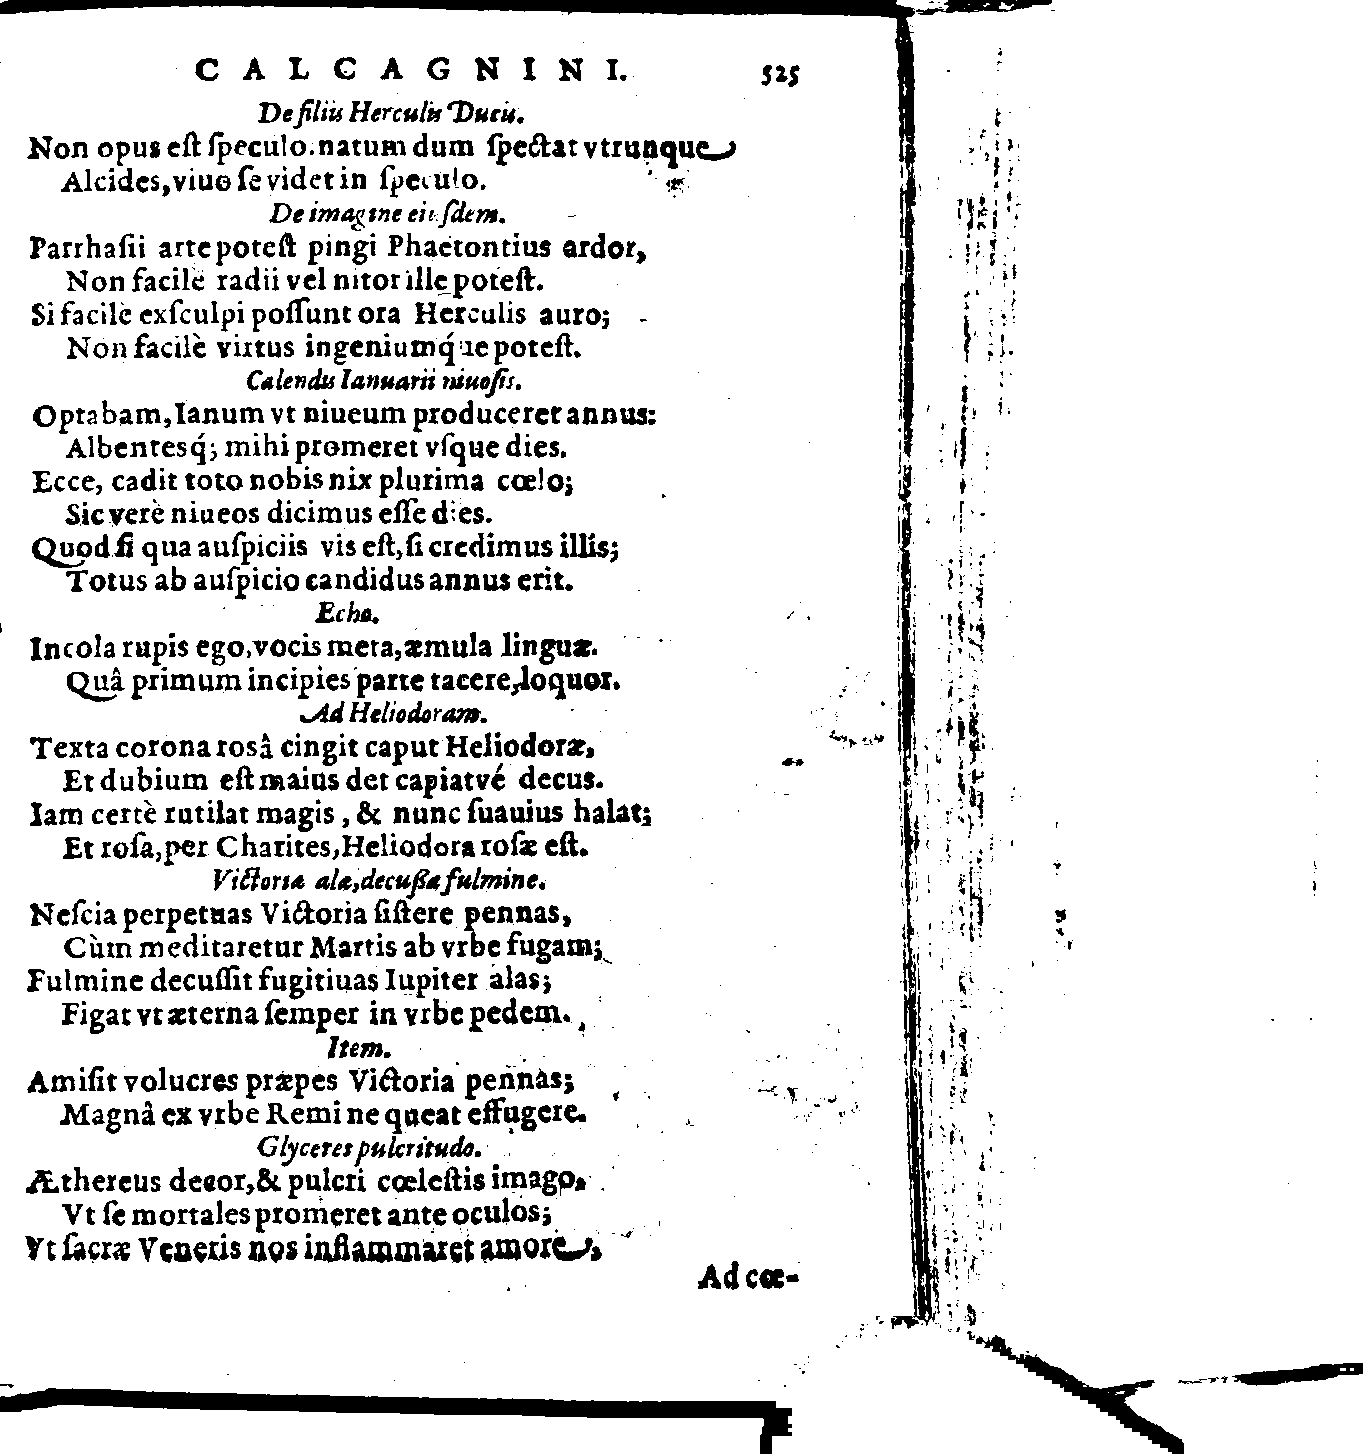 CALCAGNINI. 525
De filiis Herculis Ducis.
Non opus eſt ſpeculo. natum dum ſpectat vtrunque
Alcides, viuo ſe videt in ſpeculo.
De imagine eiuſdem.
Parrhaſii arte poteſt pingi Phaetontius ardor,
Non facilè radii vel nitor ille poteſt.
Si facilè exſculpi poſſunt ora Herculis auro;
Non facilè virtus ingeniumq́ue poteſt.
Calendis Ianuarii niuoſis.
Optabam, Ianum vt niueum produceret annus:
Albentesq́; mihi promeret vſque dies.
Ecce, cadit toto nobis nix plurima cœlo;
Sic verè niueos dicimus eſſe dies.
Quod ſi qua auſpiciis vis eſt, ſi credimus illis;
Totus ab auſpicio candidus annus erit.
Echo.
Incola rupis ego, vocis meta, æmula linguæ.
Quâ primum incipies parte tacere, loquor.
Ad Heliodoram.
Texta corona rosâ cingit caput Heliodoræ,
Et dubium eſt maius det capiatvé decus.
Iam certè rutilat magis, & nunc ſuauius halat;
Et roſa, per Charites, Heliodora roſæ eſt.
Victoriæ alæ, decußæ fulmine.
Neſcia perpetuas Victoria ſiſtere pennas,
Cùm meditaretur Martis ab vrbe fugam;
Fulmine decuſſit fugitiuas Iupiter alas;
Figat vt æterna ſemper in vrbe pedem.
Item.
Amiſit volucres præpes Victoria pennas;
Magnâ ex vrbe Remi ne queat effugere.
Glyceres pulcritudo.
Æthereus decor, & pulcri cœleſtis imago,
Vt ſe mortales promeret ante oculos;
Vt ſacræ Veneris nos inflammaret amore,
Ad cœ-